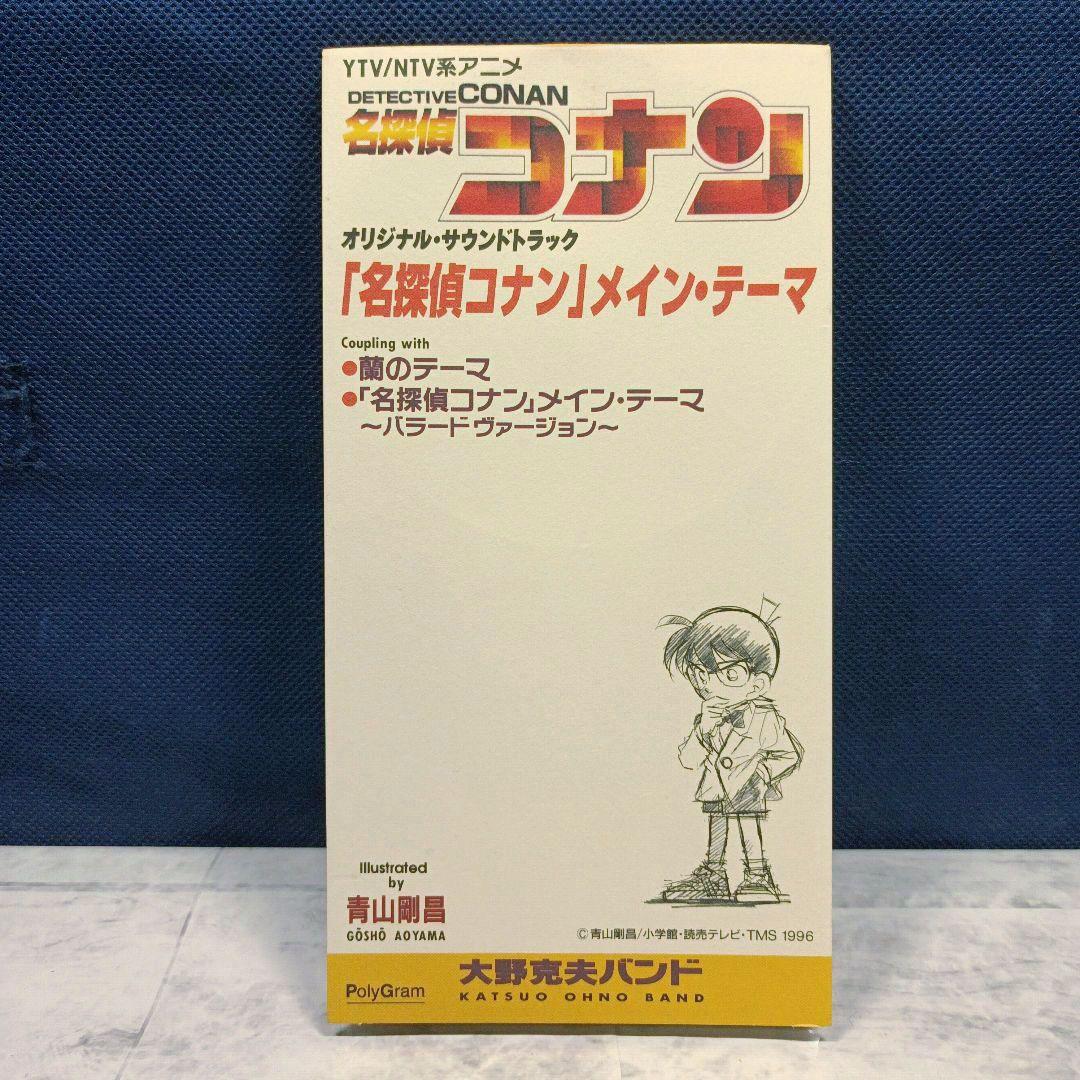 YTV/NTV系アニメ
DETECTIVE CONAN
名探偵
コナン
オリジナル・サウンドトラック
「名探偵コナン」メイン・テーマ
Coupling with
●蘭のテーマ
●「名探偵コナン」メイン・テーマ
〜バラードヴァージョン〜
Illustrated
by
青山剛昌
GŌSHŌ AOYAMA
©青山剛昌/小学館・読売テレビ・TMS 1996
大野克夫バンド
KATSUO OHNO BAND
PolyGram